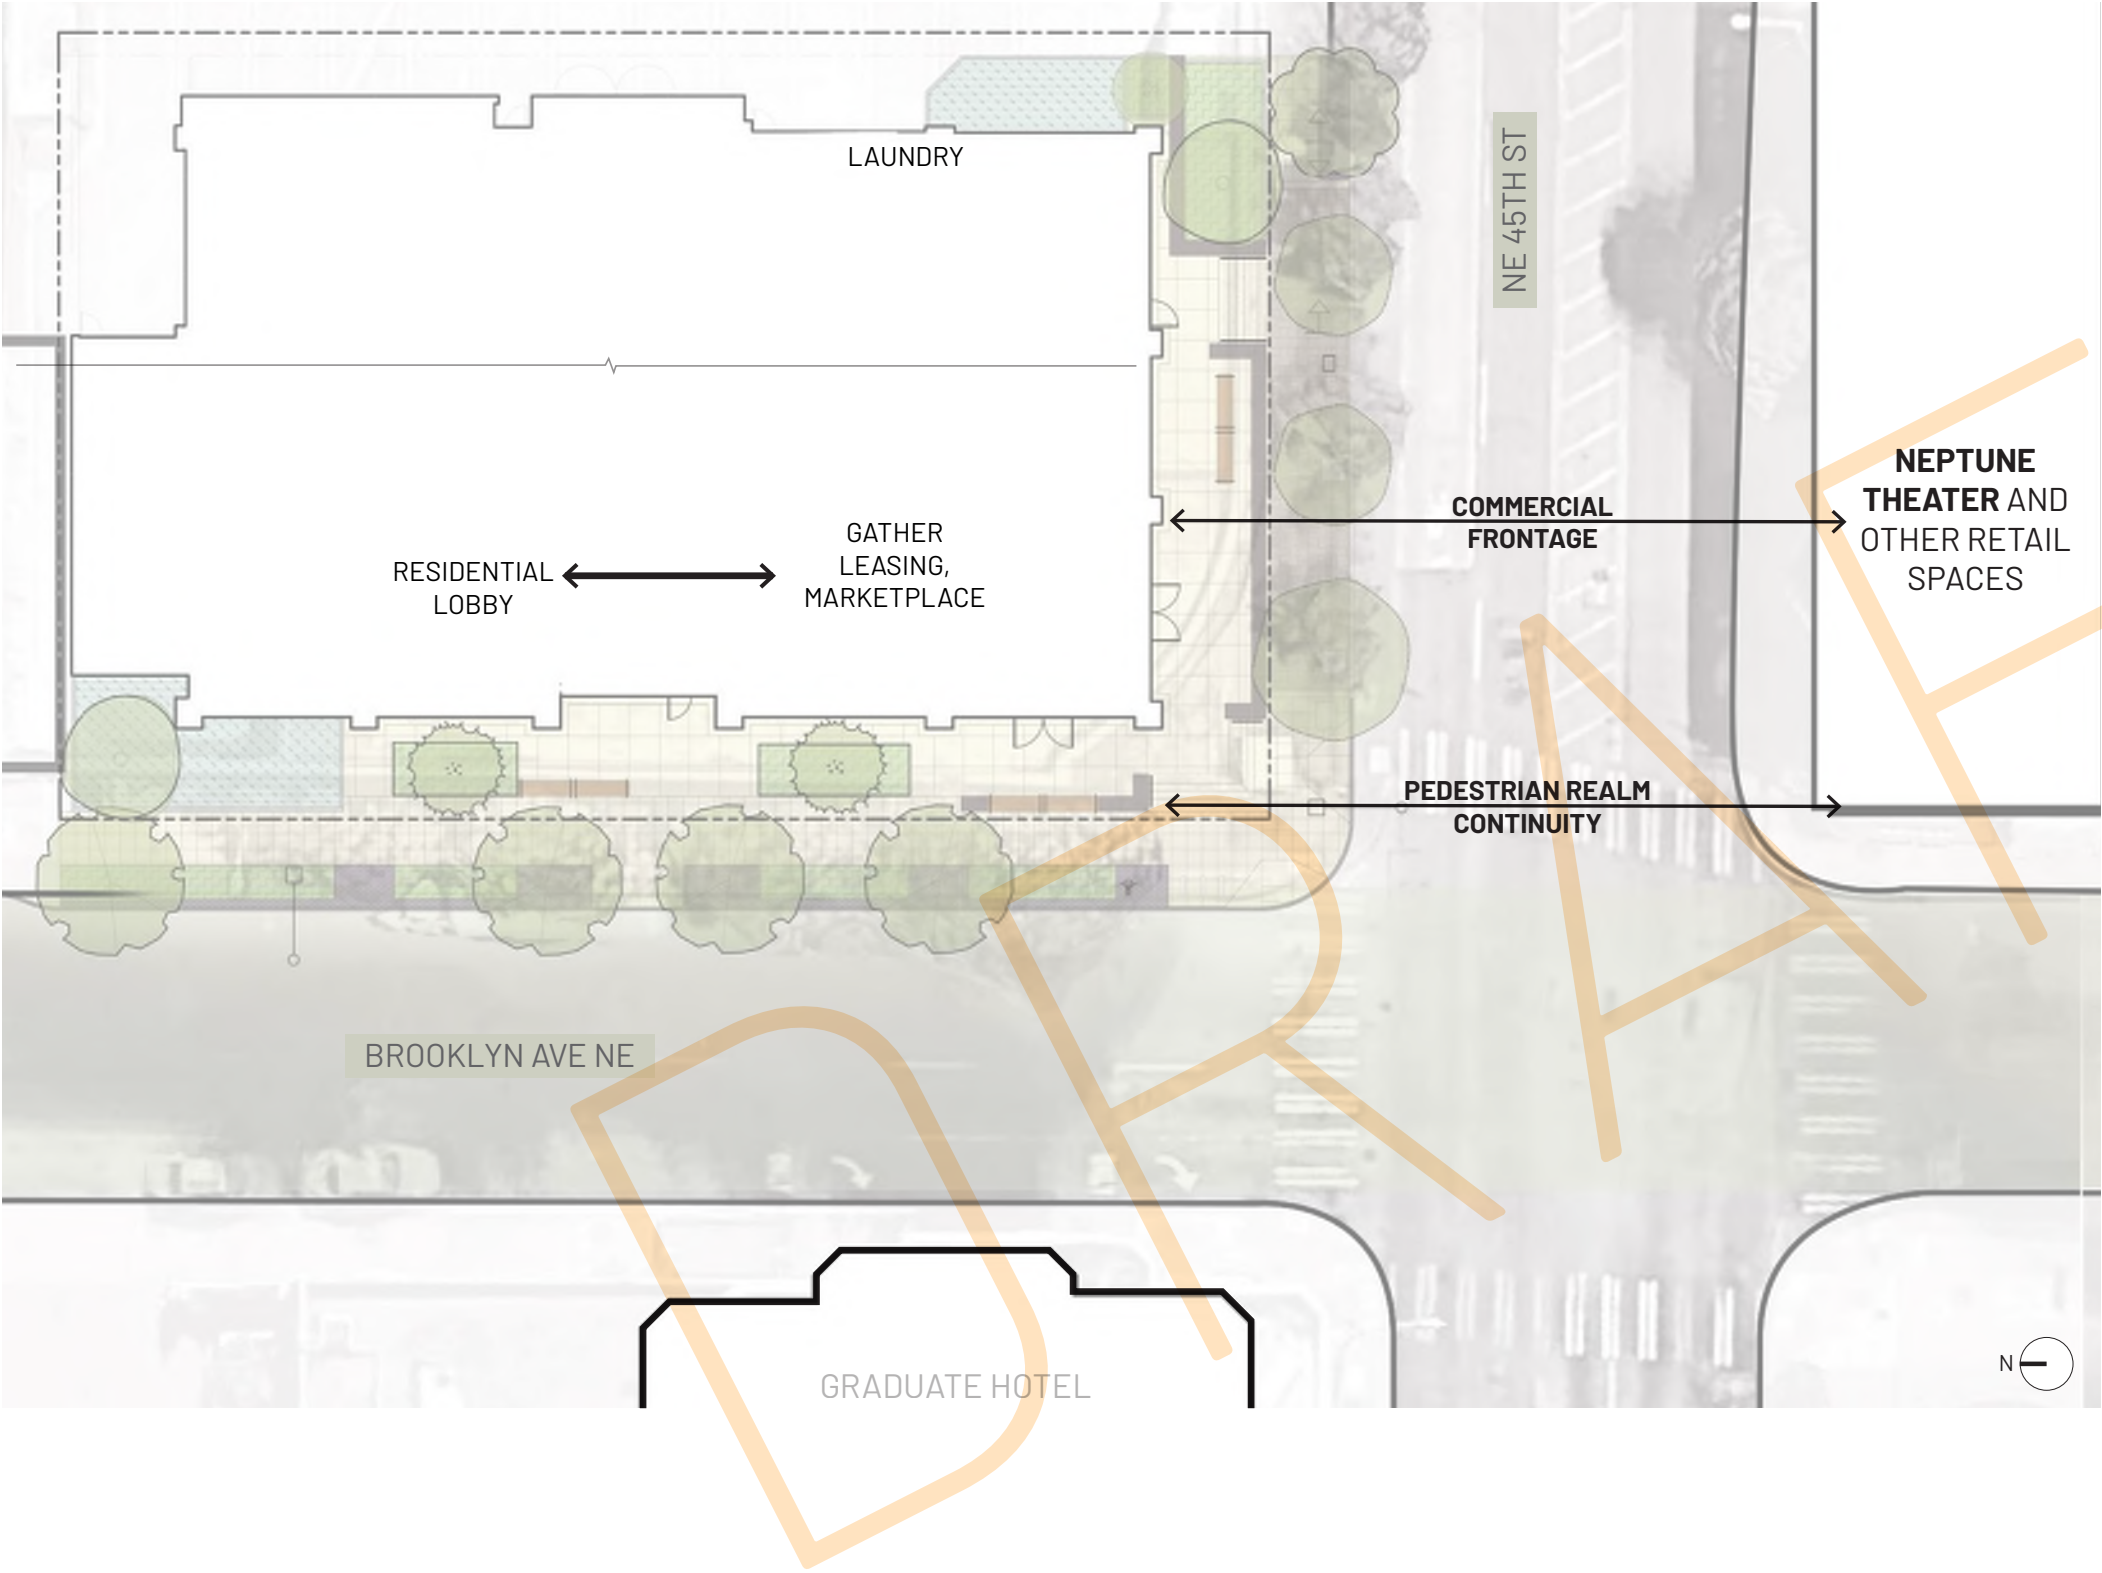 LAUNDRY
NE 45TH ST
NEPTUNE
THEATER AND
OTHER RETAIL
SPACES
COMMERCIAL
FRONTAGE
GATHER
LEASING,
MARKETPLACE
RESIDENTIAL
LOBBY
PEDESTRIAN REALM
CONTINUITY
BROOKLYN AVE NE
GRADUATE HOTEL
N
DRAF